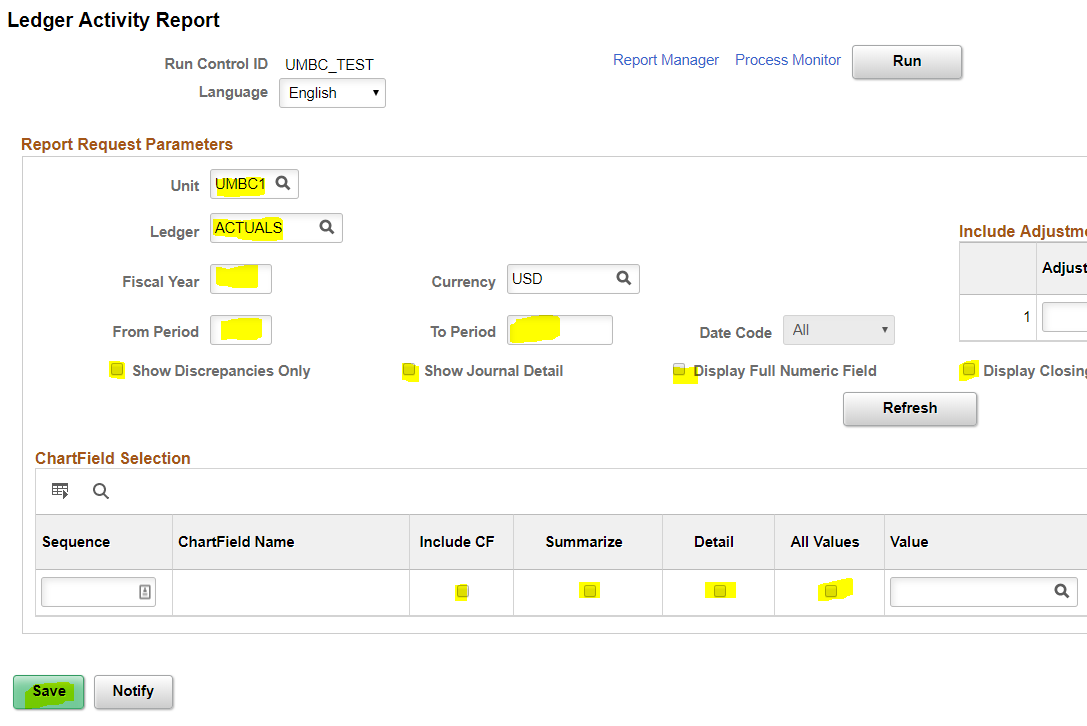 Ledger Activity Report
Run Control ID UMBC_TEST Report Manager Process Monitor Run
Language English
Report Request Parameters
Unit UMBC1
Ledger ACTUALS Include Adjustme
Fiscal Year Currency USD Adjust
From Period To Period Date Code All 1
Show Discrepancies Only Show Journal Detail Display Full Numeric Field Display Closing
Refresh
ChartField Selection
Sequence ChartField Name Include CF Summarize Detail All Values Value
Save Notify